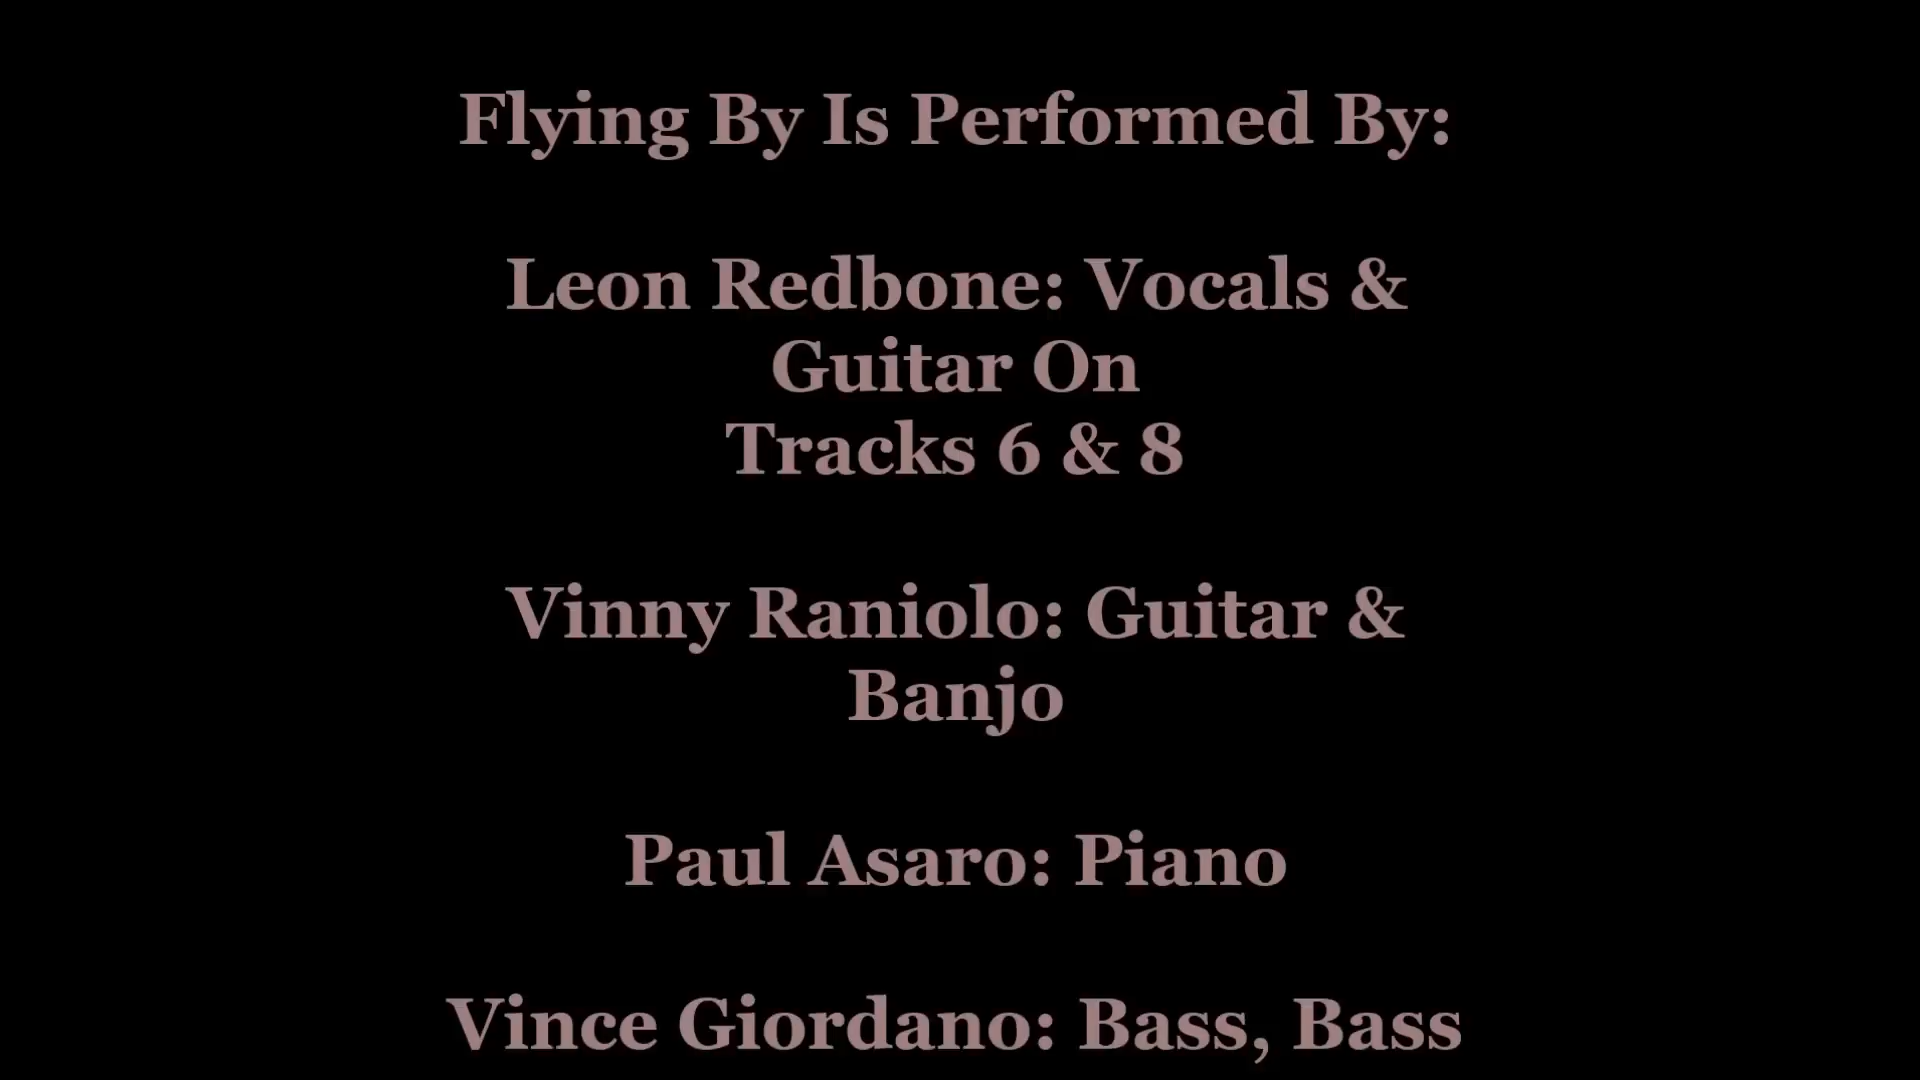 Flying By Is Performed By:
Leon Redbone: Vocals &
Guitar On
Tracks 6 & 8
Vinny Raniolo: Guitar &
Banjo
Paul Asaro: Piano
Vince Giordano: Bass, Bass